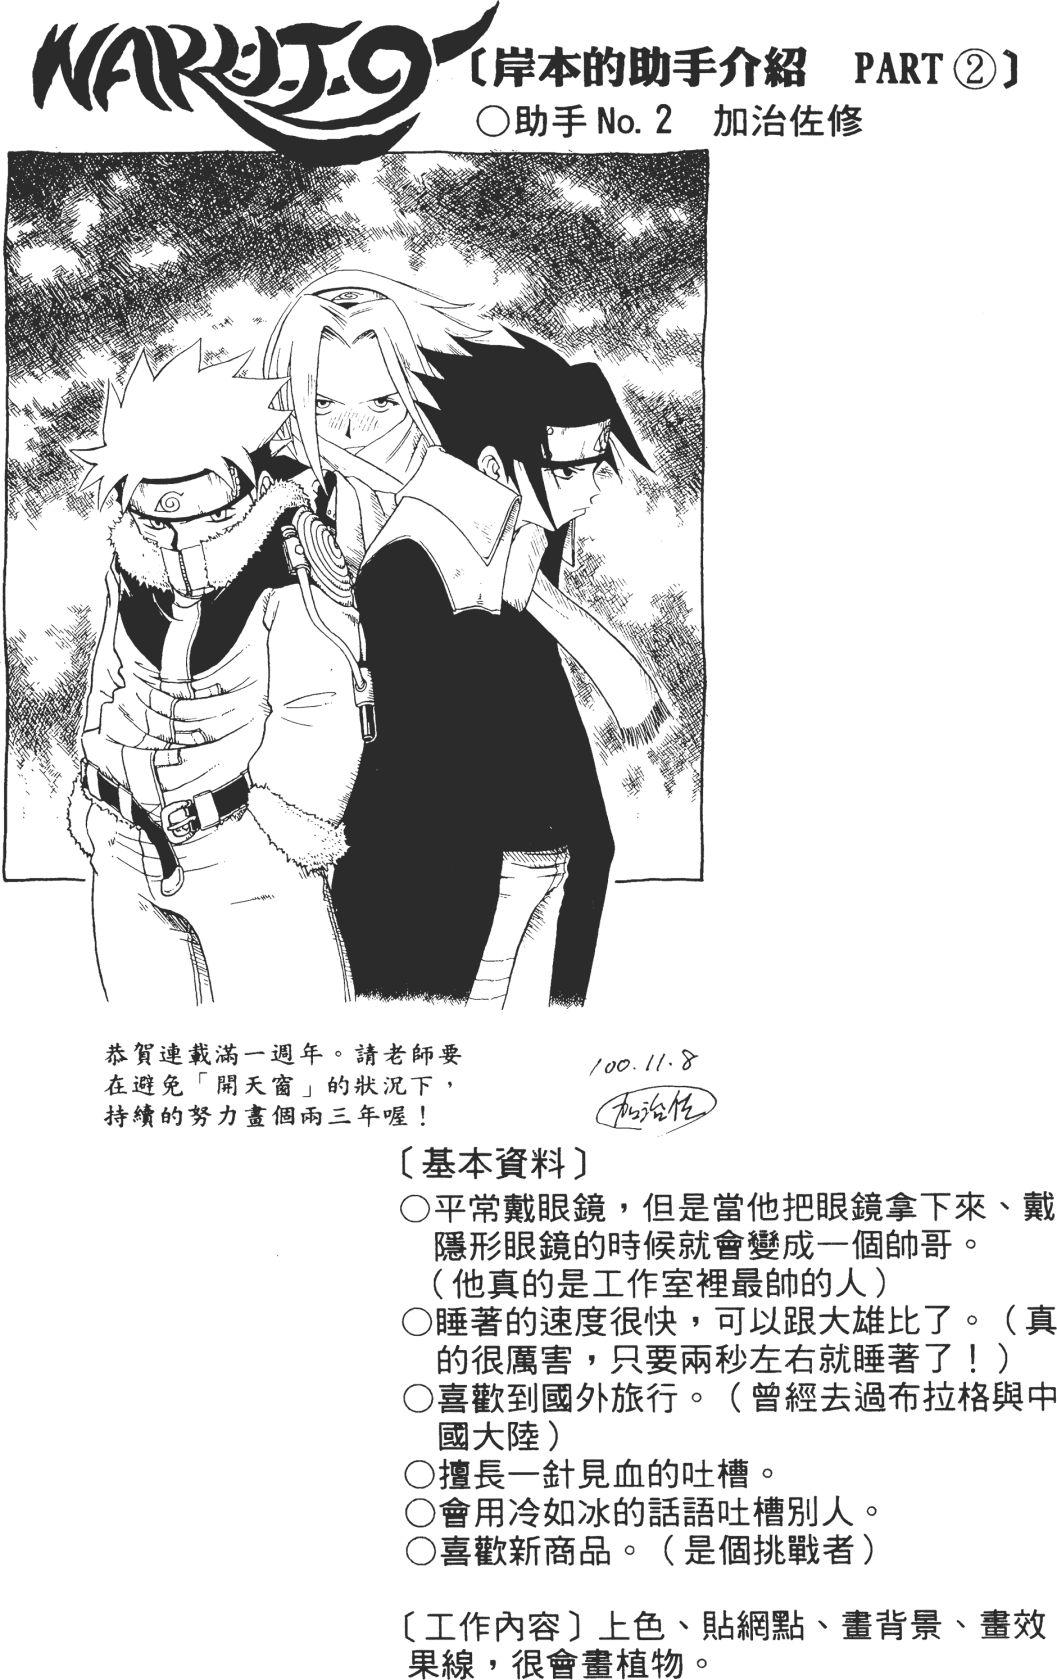 NARUTO
〔岸本的助手介紹　PART②〕
○助手No.2　加治佐修
恭賀連載滿一週年。請老師要
在避免「開天窗」的狀況下，
持續的努力畫個兩三年喔！
'00.11.8
加治佐
〔基本資料〕
○平常戴眼鏡，但是當他把眼鏡拿下來、戴
隱形眼鏡的時候就會變成一個帥哥。
（他真的是工作室裡最帥的人）
○睡著的速度很快，可以跟大雄比了。（真
的很厲害，只要兩秒左右就睡著了！）
○喜歡到國外旅行。（曾經去過布拉格與中
國大陸）
○擅長一針見血的吐槽。
○會用冷如冰的話語吐槽別人。
○喜歡新商品。（是個挑戰者）
〔工作內容〕上色、貼網點、畫背景、畫效
果線，很會畫植物。